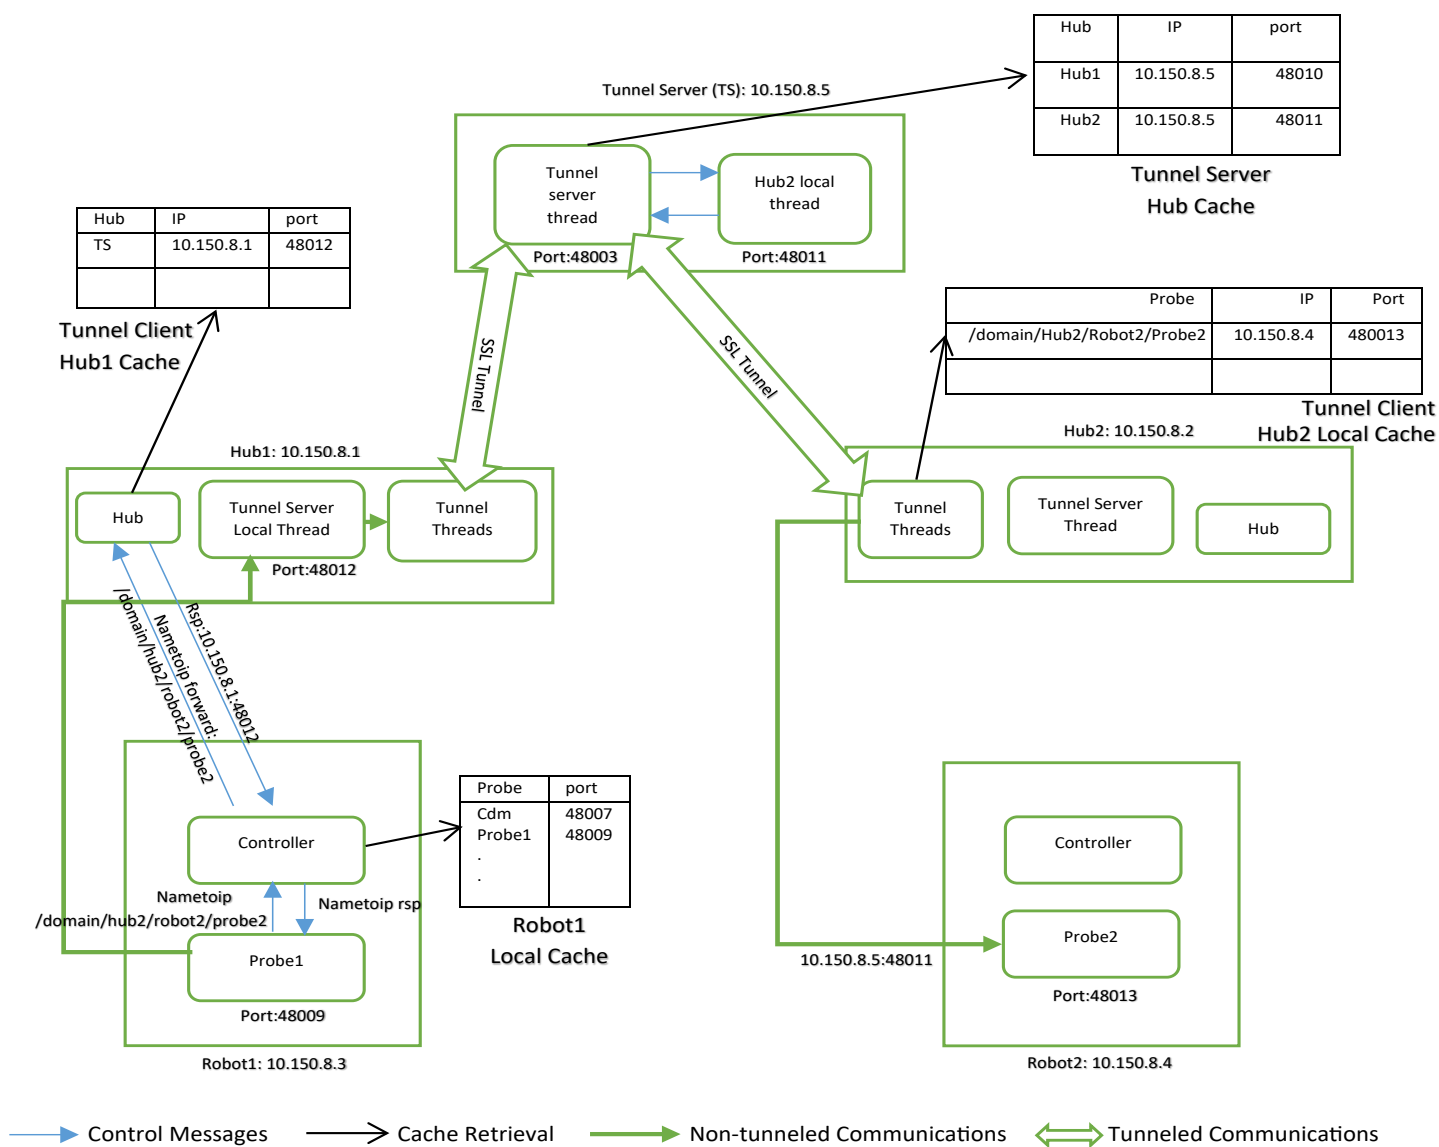 Hub IP port
Hub1 10.150.8.5 48010
Hub2 10.150.8.5 48011
Tunnel Server
Hub Cache
Tunnel Server (TS): 10.150.8.5
Tunnel
server
thread
Hub2 local
thread
Port:48003
Port:48011
Hub IP port
TS 10.150.8.1 48012
Tunnel Client
Hub1 Cache
SSL Tunnel
SSL Tunnel
Probe IP Port
/domain/Hub2/Robot2/Probe2 10.150.8.4 480013
Tunnel Client
Hub2 Local Cache
Hub1: 10.150.8.1
Hub
Tunnel Server
Local Thread
Tunnel
Threads
Port:48012
Hub2: 10.150.8.2
Tunnel
Threads
Tunnel Server
Thread
Hub
Rsp:10.150.8.1:48012
Nametoip forward:
/domain/hub2/robot2/probe2
Controller
Nametoip
/domain/hub2/robot2/probe2
Nametoip rsp
Probe1
Port:48009
Robot1: 10.150.8.3
Probe port
Cdm 48007
Probe1 48009
.
.
Robot1
Local Cache
Controller
Probe2
10.150.8.5:48011
Port:48013
Robot2: 10.150.8.4
Control Messages
Cache Retrieval
Non-tunneled Communications
Tunneled Communications